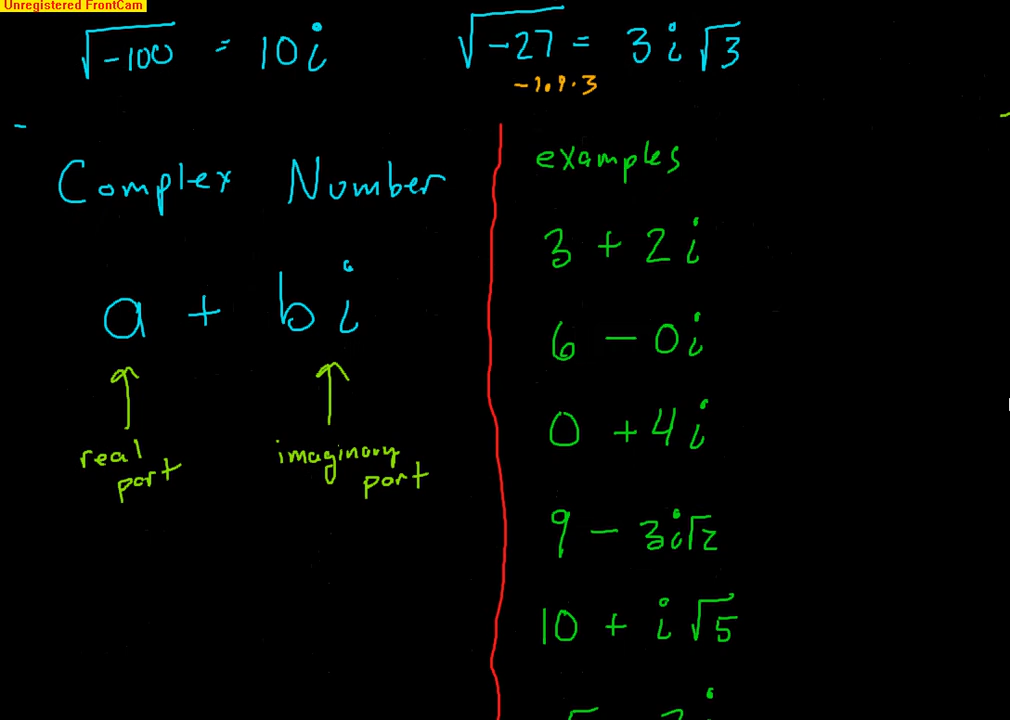 Unregistered FrontCam
√-100 = 10i
√-27 = 3i√3
-1·9·3
Complex Number
a + bi
real part
imaginary part
examples
3 + 2i
6 - 0i
0 + 4i
9 - 3i√2
10 + i√5